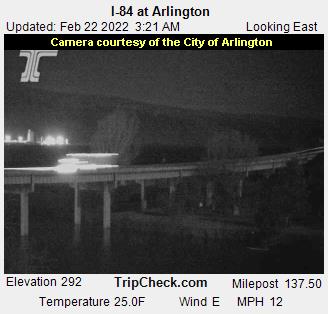 I-84 at Arlington
Updated: Feb 22 2022 3:21 AM Looking East
Camera courtesy of the City of Arlington
Elevation 292 TripCheck.com Milepost 137.50
Temperature 25.0F Wind E MPH 12